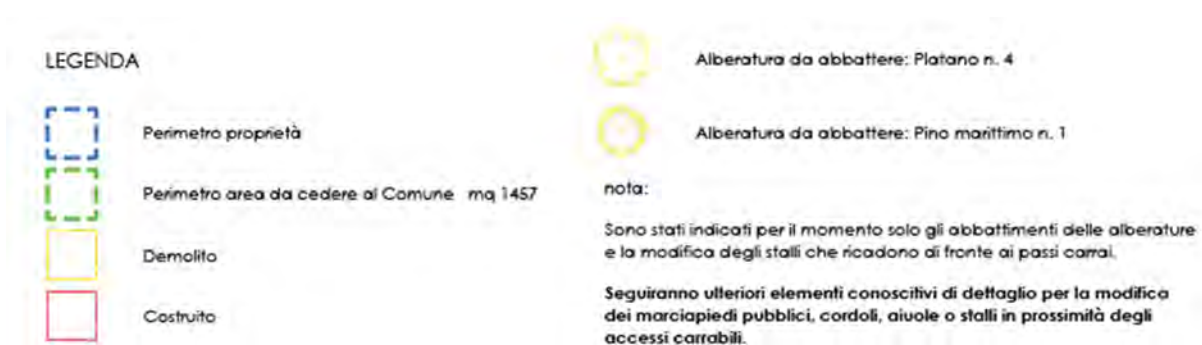 LEGENDA
Perimetro proprietà
Perimetro area da cedere al Comune mq 1457
Demolito
Costruito
Alberatura da abbattere: Platano n. 4
Alberatura da abbattere: Pino marittimo n. 1
nota:
Sono stati indicati per il momento solo gli abbattimenti delle alberature
e la modifica degli stalli che ricadono di fronte ai passi carrai.
Seguiranno ulteriori elementi conoscitivi di dettaglio per la modifica
dei marciapiedi pubblici, cordoli, aiuole o stalli in prossimità degli
accessi carrabili.